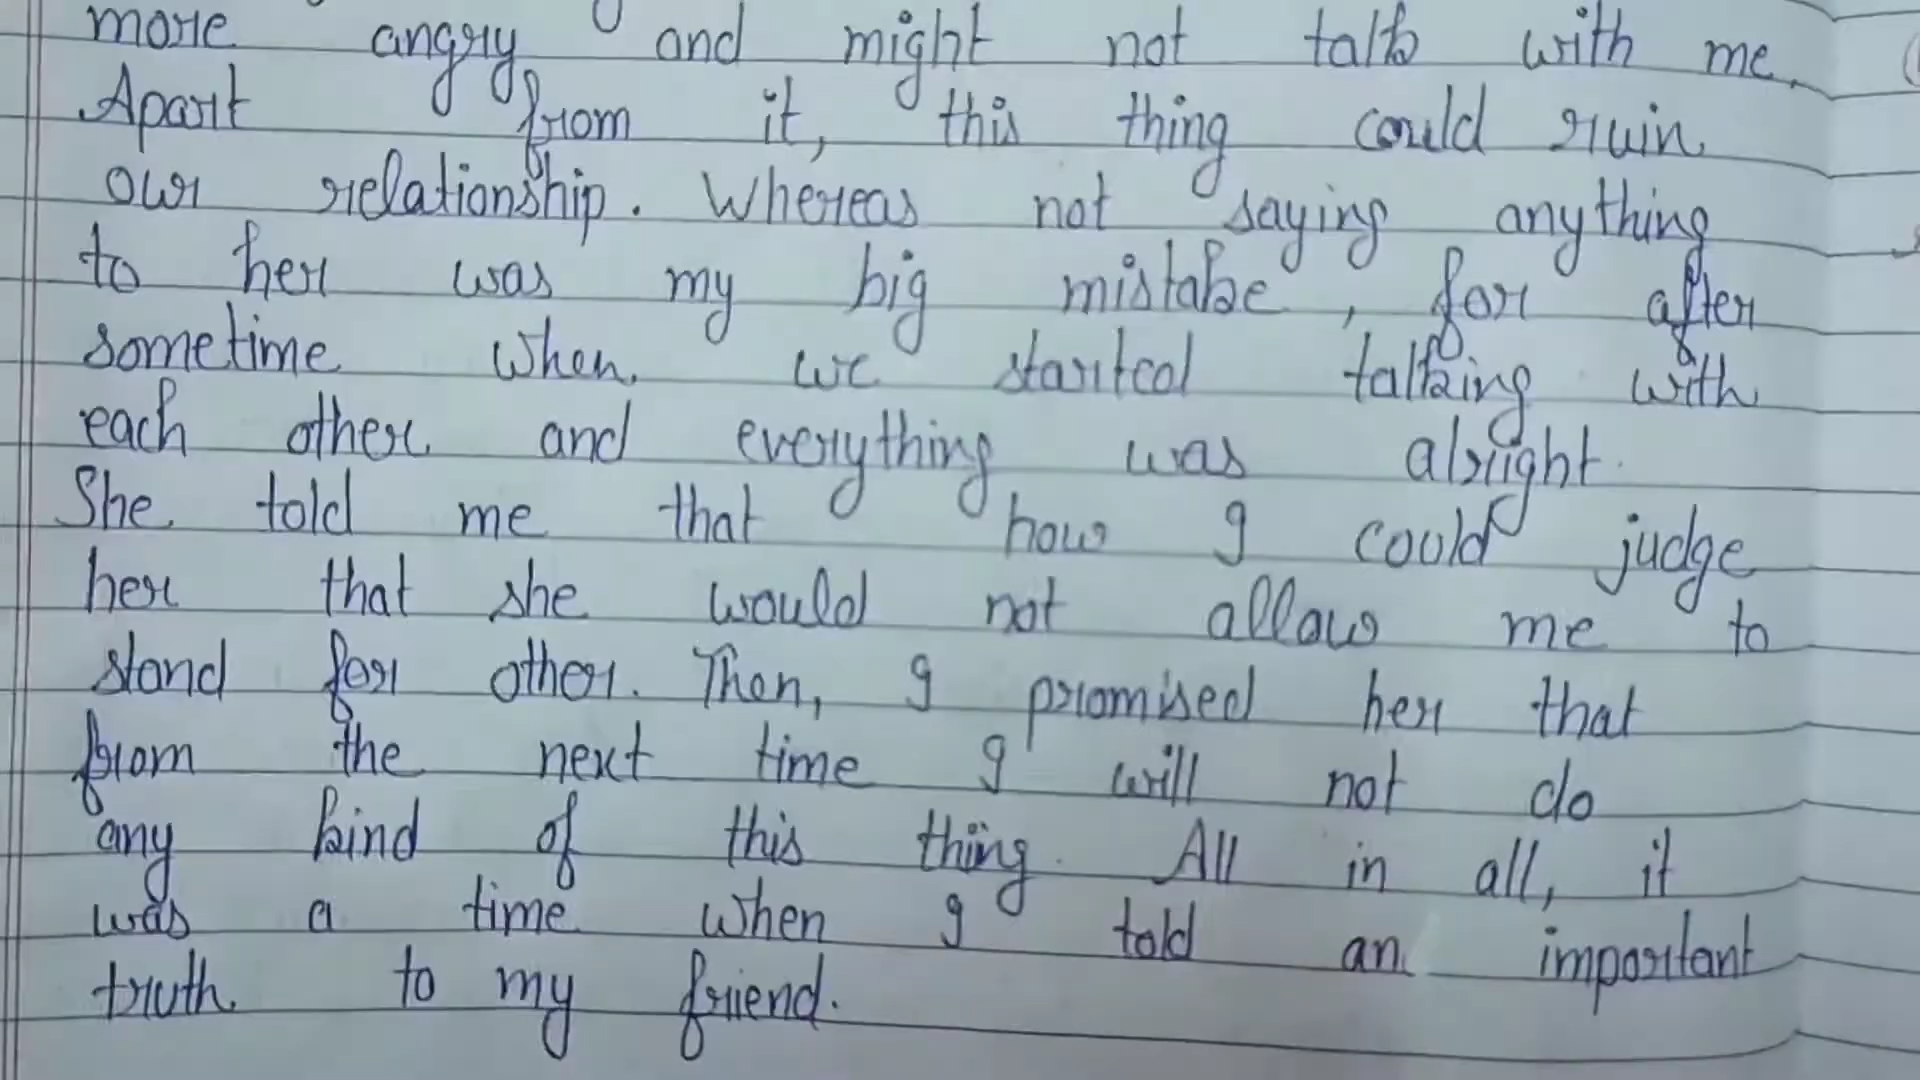 more angry and might not talk with me.
Apart from it, this thing could ruin
our relationship. Whereas not saying anything
to her was my big mistake, for after
sometime when we started talking with
each other and everything was alright.
She told me that how I could judge
her that she would not allow me to
stand for other. Then, I promised her that
from the next time I will not do
any kind of this thing. All in all, it
was a time when I told an important
truth to my friend.